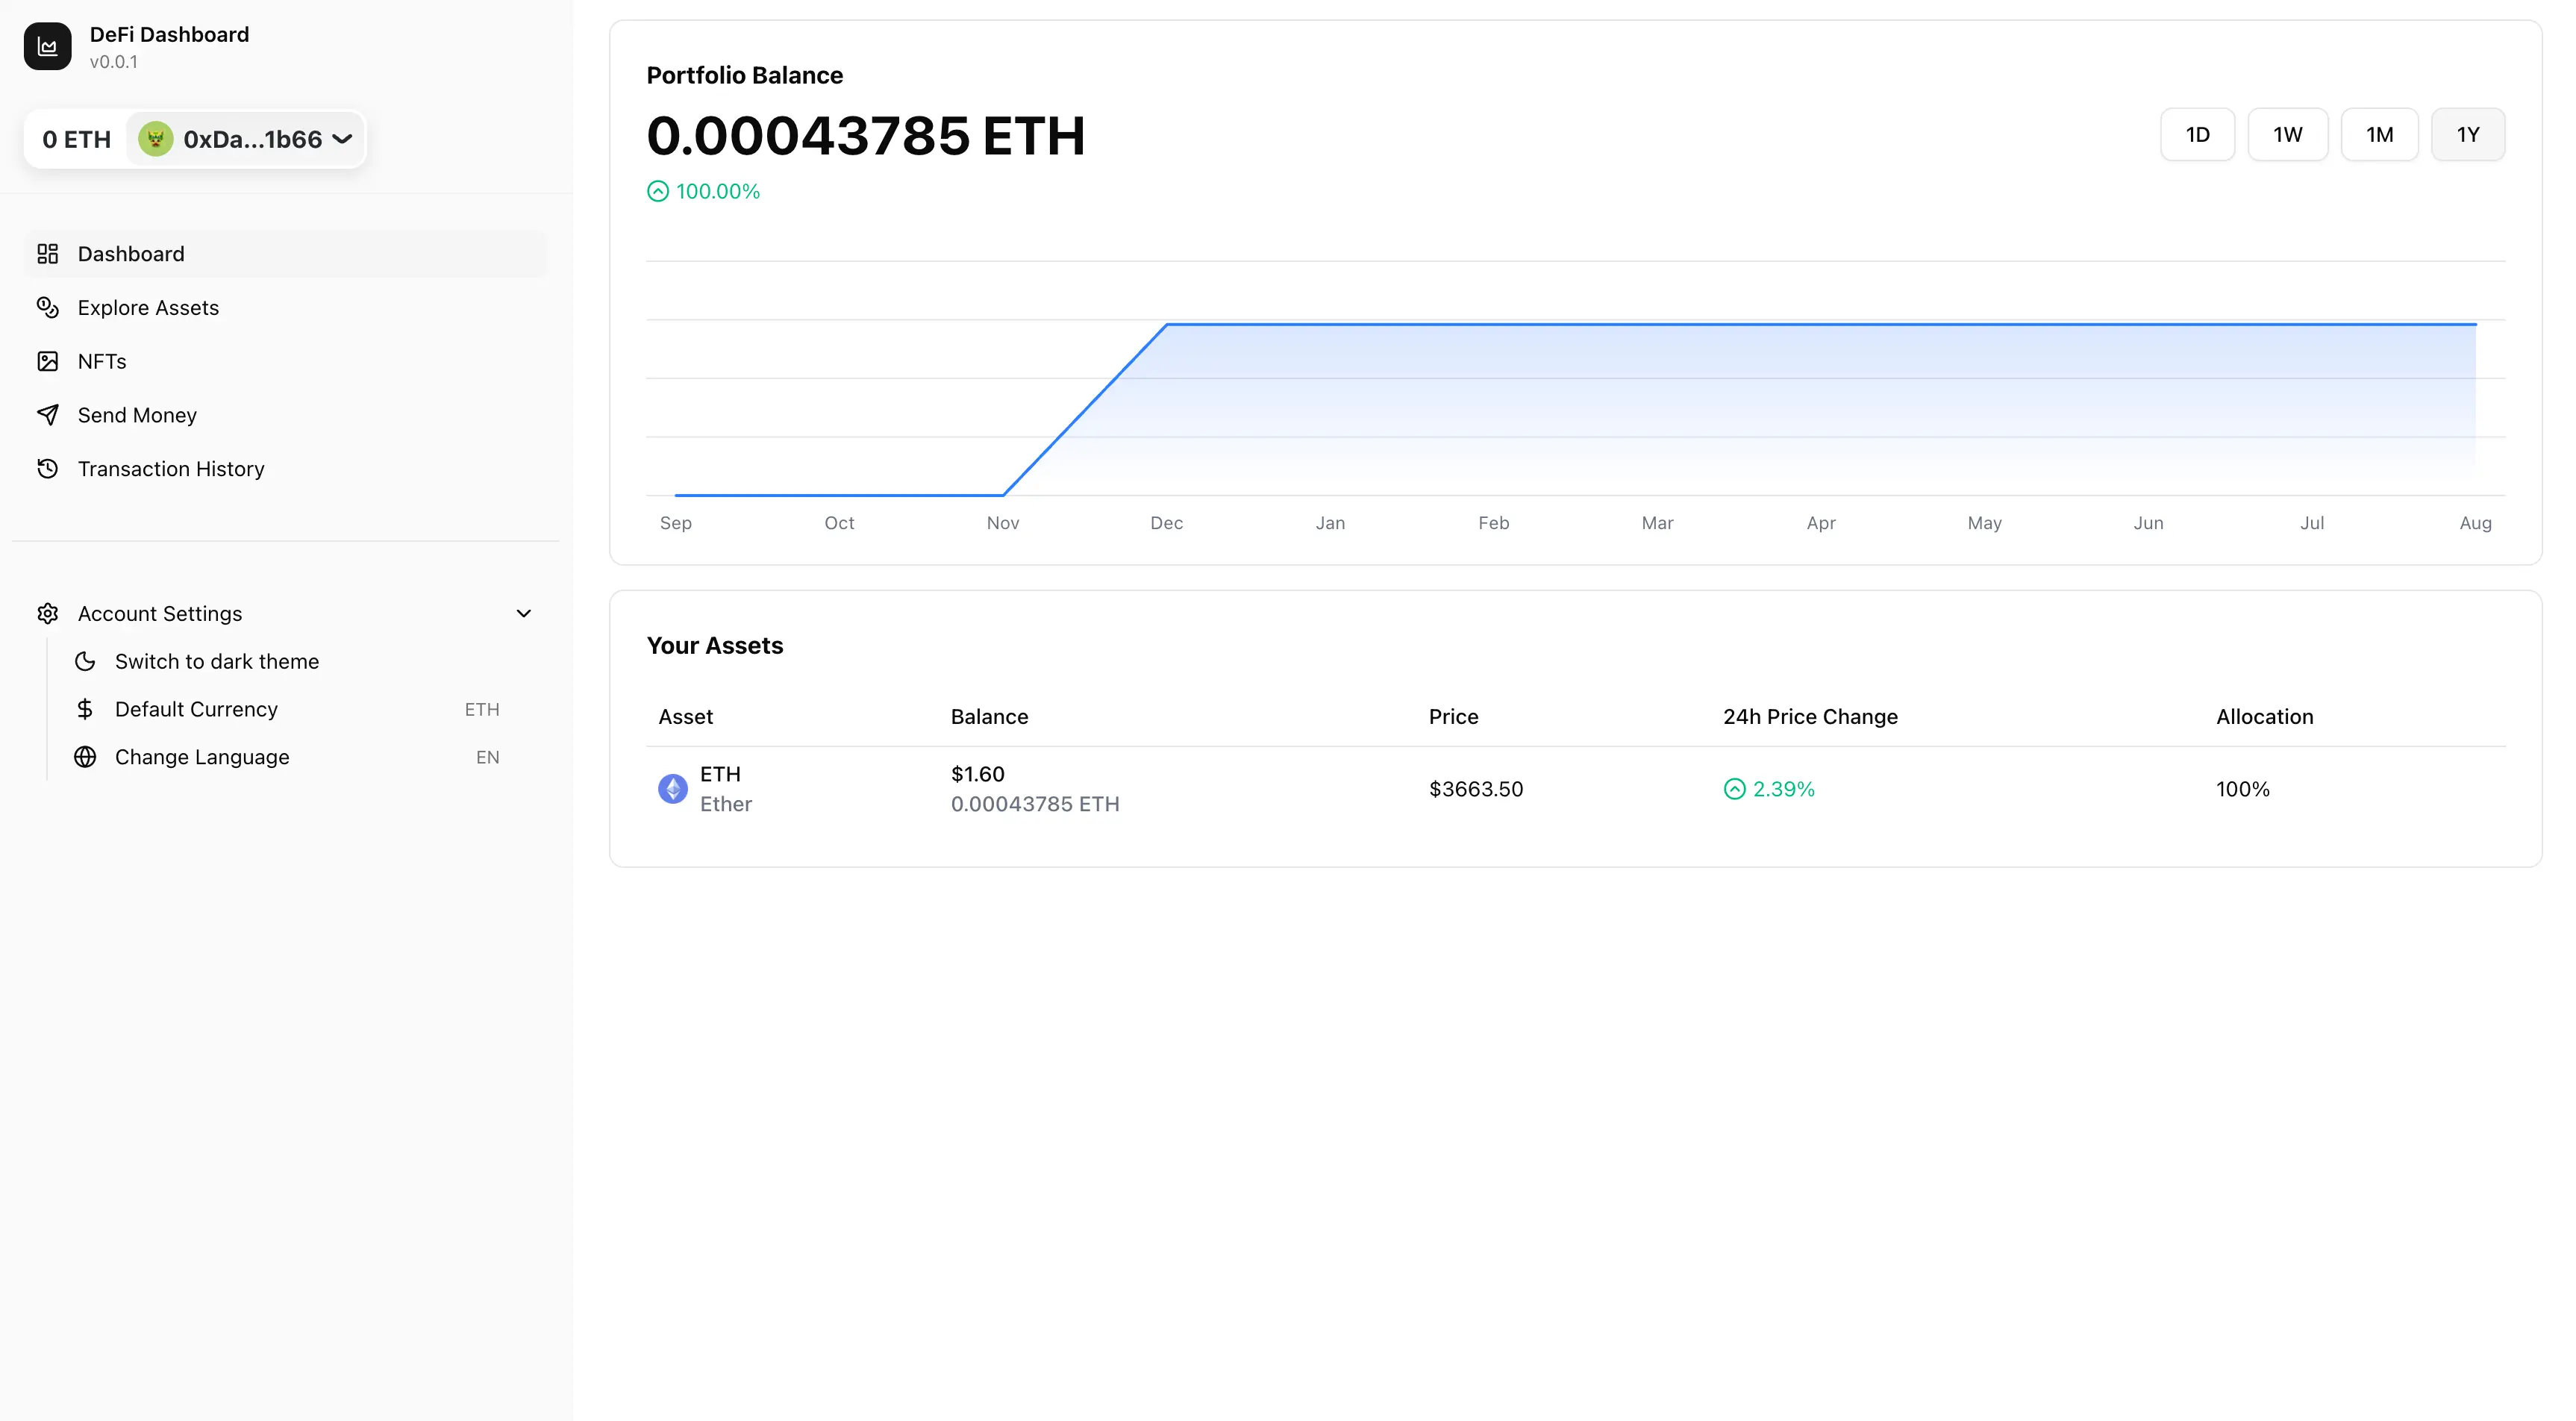 DeFi Dashboard
v0.0.1
0 ETH 0xDa...1b66
Dashboard
Explore Assets
NFTs
Send Money
Transaction History
Account Settings
Switch to dark theme
Default Currency ETH
Change Language EN
Portfolio Balance
0.00043785 ETH
100.00%
1D 1W 1M 1Y
Sep Oct Nov Dec Jan Feb Mar Apr May Jun Jul Aug
Your Assets
Asset Balance Price 24h Price Change Allocation
ETH $1.60 $3663.50 2.39% 100%
Ether 0.00043785 ETH